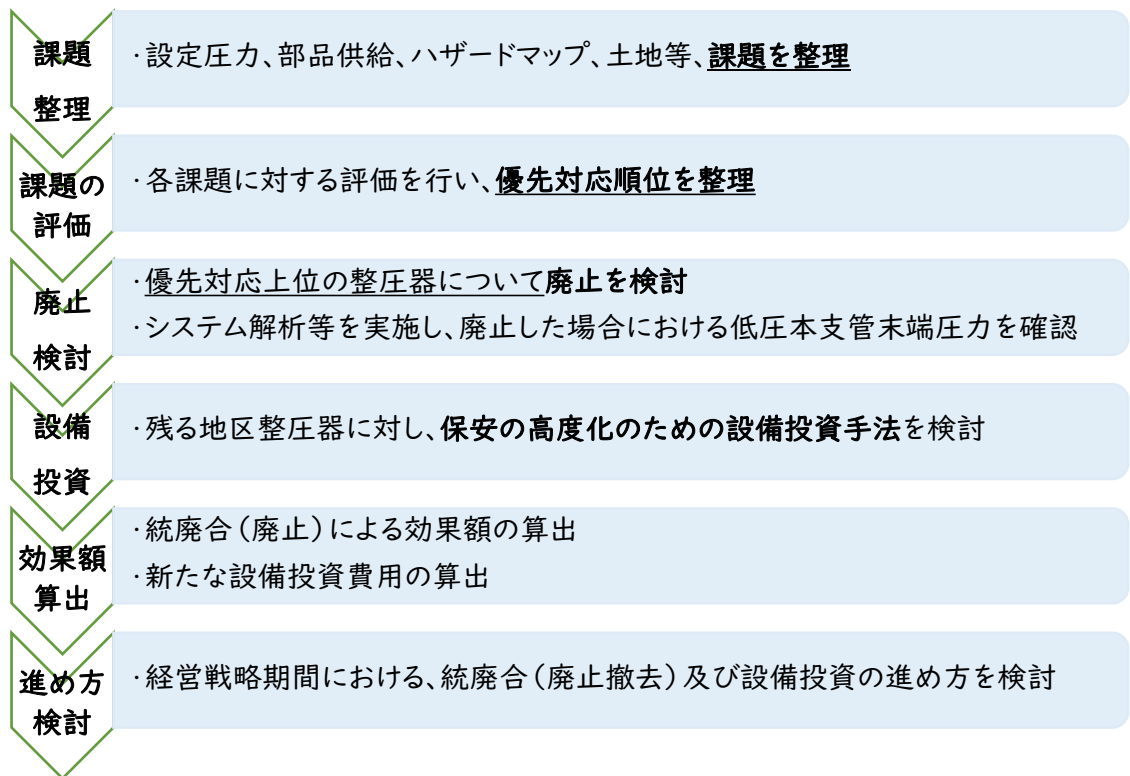 課題
整理
・設定圧力、部品供給、ハザードマップ、土地等、課題を整理
課題の
評価
・各課題に対する評価を行い、優先対応順位を整理
廃止
検討
・優先対応上位の整圧器について廃止を検討
・システム解析等を実施し、廃止した場合における低圧本支管末端圧力を確認
設備
投資
・残る地区整圧器に対し、保安の高度化のための設備投資手法を検討
効果額
算出
・統廃合（廃止）による効果額の算出
・新たな設備投資費用の算出
進め方
検討
・経営戦略期間における、統廃合（廃止撤去）及び設備投資の進め方を検討